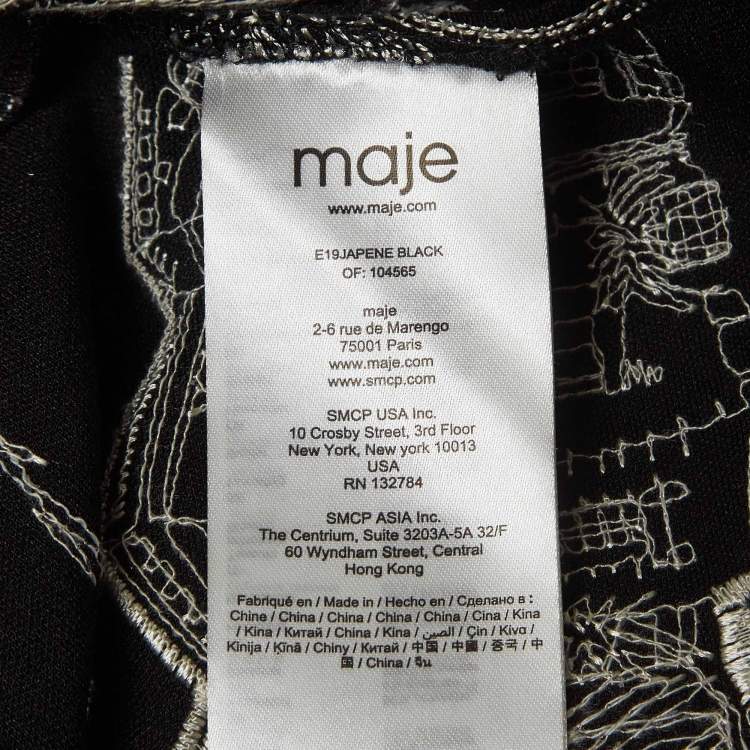 maje
www.maje.com
E19JAPENE BLACK
OF: 104565
maje
2-6 rue de Marengo
75001 Paris
www.maje.com
www.smcp.com
SMCP USA Inc.
10 Crosby Street, 3rd Floor
New York, New york 10013
USA
RN 132784
SMCP ASIA Inc.
The Centrium, Suite 3203A-5A 32/F
60 Wyndham Street, Central
Hong Kong
Fabriqué en / Made in / Hecho en / Сделано в :
Chine / China / China / China / China / Cina / Kina
/ Kina / Китай / China / Kina / الصين / Çin / Κίνα /
Kinija / Ķīnā / Chiny / Китай / 中国 / 中國 / 중국 / 中
国 / China / จีน